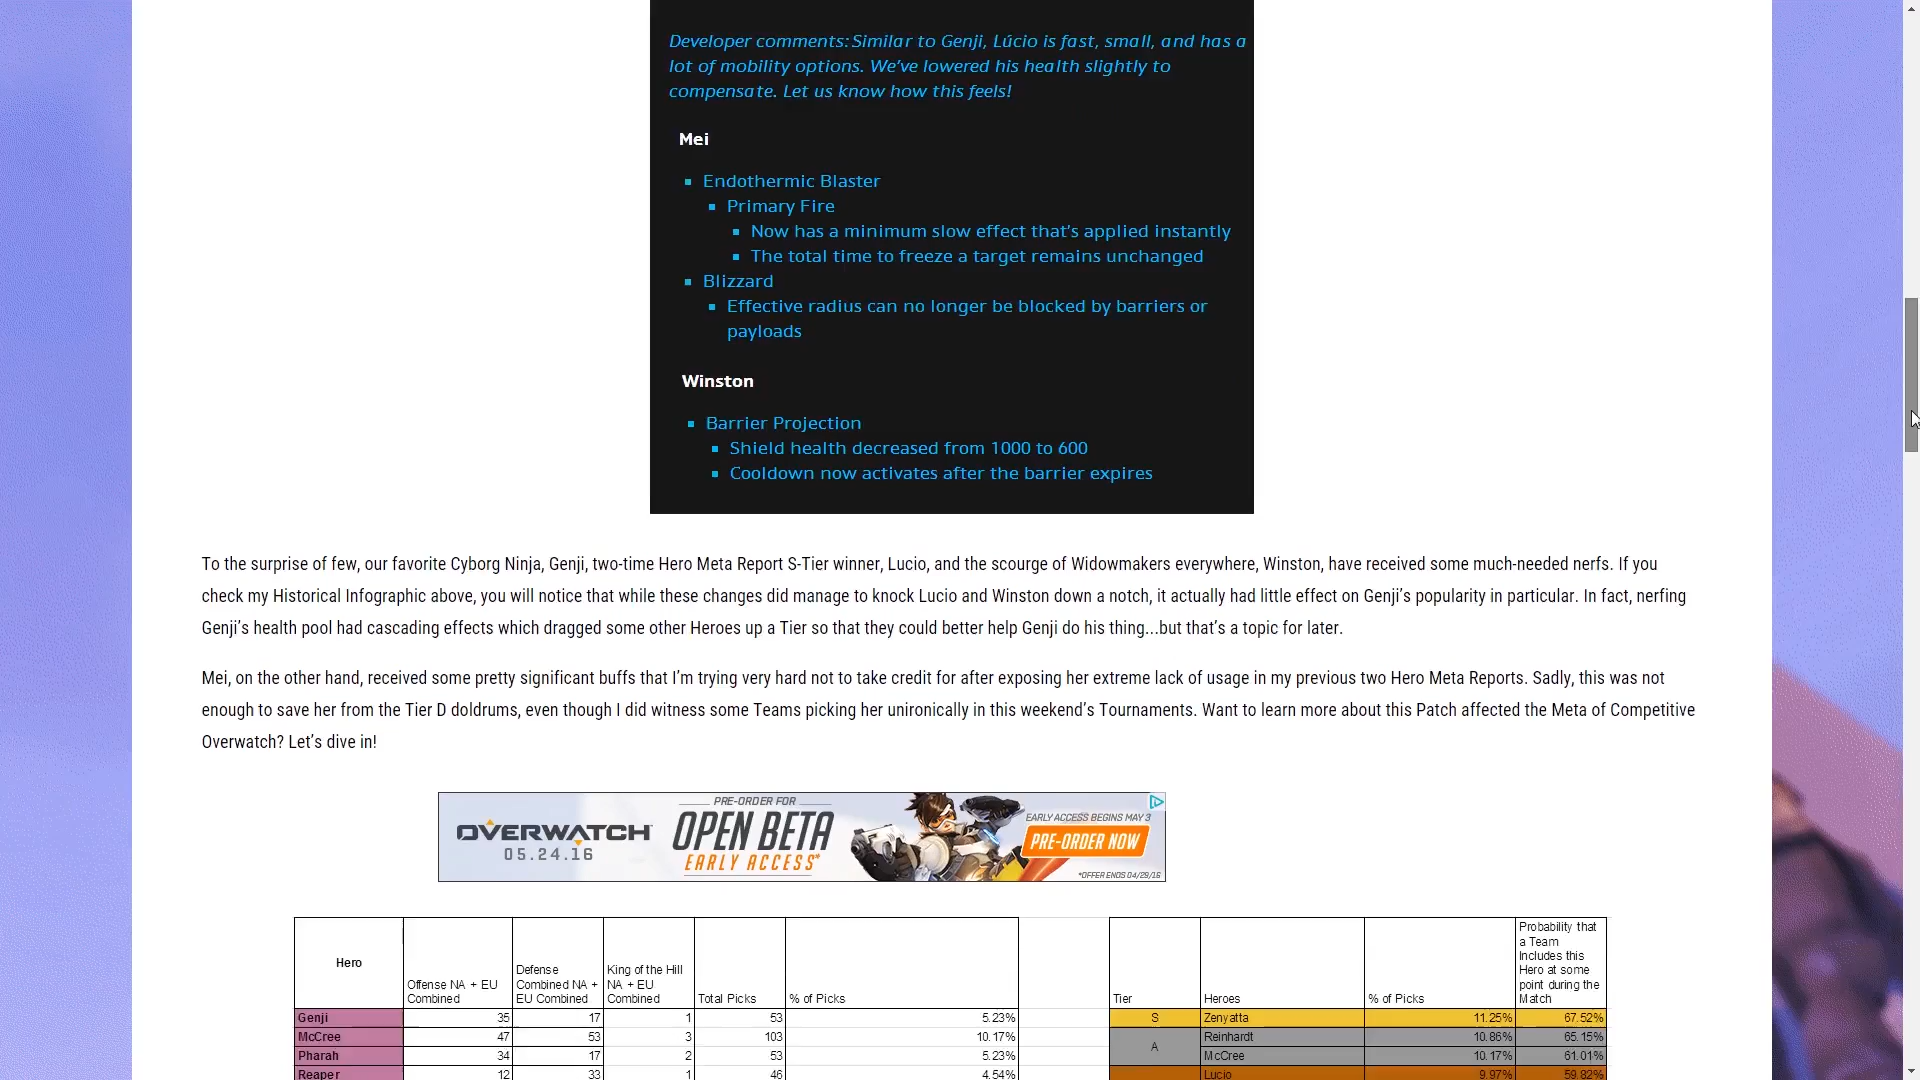 Developer comments: Similar to Genji, Lúcio is fast, small, and has a
lot of mobility options. We've lowered his health slightly to
compensate. Let us know how this feels!
Mei
Endothermic Blaster
Primary Fire
Now has a minimum slow effect that's applied instantly
The total time to freeze a target remains unchanged
Blizzard
Effective radius can no longer be blocked by barriers or
payloads
Winston
Barrier Projection
Shield health decreased from 1000 to 600
Cooldown now activates after the barrier expires
To the surprise of few, our favorite Cyborg Ninja, Genji, two-time Hero Meta Report S-Tier winner, Lucio, and the scourge of Widowmakers everywhere, Winston, have received some much-needed nerfs. If you
check my Historical Infographic above, you will notice that while these changes did manage to knock Lucio and Winston down a notch, it actually had little effect on Genji's popularity in particular. In fact, nerfing
Genji's health pool had cascading effects which dragged some other Heroes up a Tier so that they could better help Genji do his thing...but that's a topic for later.
Mei, on the other hand, received some pretty significant buffs that I'm trying very hard not to take credit for after exposing her extreme lack of usage in my previous two Hero Meta Reports. Sadly, this was not
enough to save her from the Tier D doldrums, even though I did witness some Teams picking her unironically in this weekend's Tournaments. Want to learn more about this Patch affected the Meta of Competitive
Overwatch? Let's dive in!
OVERWATCH
05.24.16
PRE-ORDER FOR
OPEN BETA
EARLY ACCESS*
EARLY ACCESS BEGINS MAY 3
PRE-ORDER NOW
*OFFER ENDS 04/29/16
Hero
Offense NA + EU
Combined
Defense
Combined NA +
EU Combined
King of the Hill
NA + EU
Combined
Total Picks
% of Picks
Genji 35 17 1 53 5.23%
McCree 47 53 3 103 10.17%
Pharah 34 17 2 53 5.23%
Reaper 12 33 1 46 4.54%
Tier
Heroes
% of Picks
Probability that
a Team
Includes this
Hero at some
point during the
Match
S Zenyatta 11.25% 67.52%
A
Reinhardt 10.86% 65.15%
McCree 10.17% 61.01%
Lucio 9.97% 59.82%